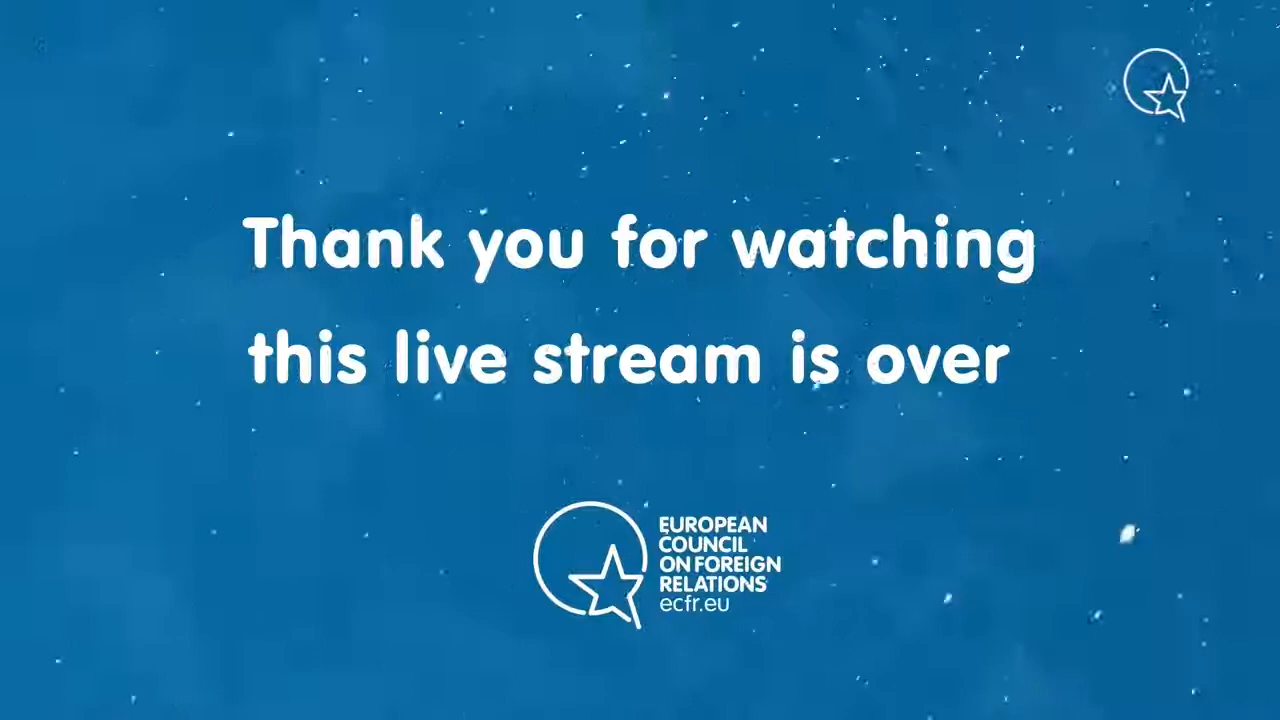 Thank you for watching
this live stream is over
EUROPEAN
COUNCIL
ON FOREIGN
RELATIONS
ecfr.eu